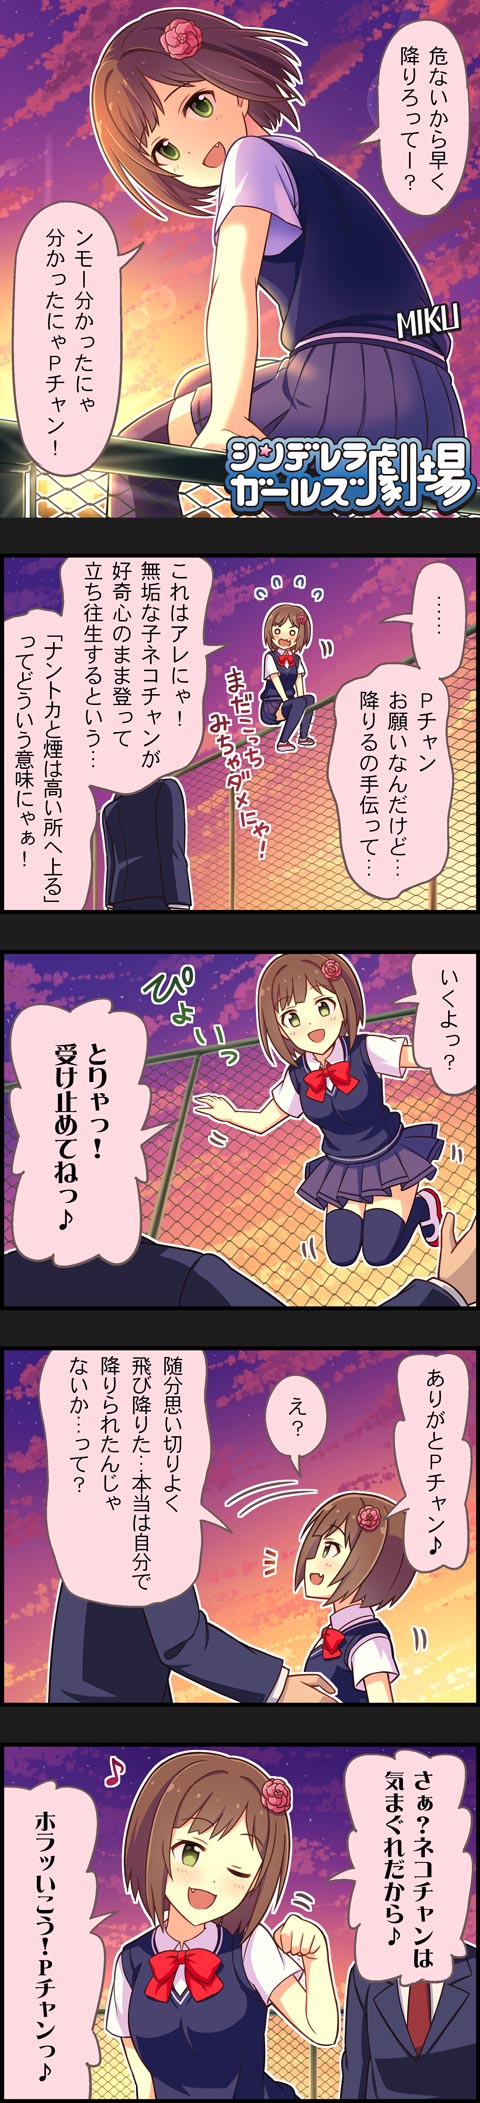 危ないから早く
降りろってー?
ンモー分かったにゃ
分かったにゃPチャン!
MIKU
シンデレラ
ガールズ劇場
……
Pチャン
お願いなんだけど…
降りるの手伝って…
まだこっち
みちゃダメにゃ!
これはアレにゃ!
無垢な子ネコチャンが
好奇心のまま登って
立ち往生するという…
「ナントカと煙は高い所へ上る」
ってどういう意味にゃぁ!
いくよっ?
ぴょいっ
とりゃっ!
受け止めてねっ♪
ありがとPチャン♪
え?
随分思い切りよく
飛び降りた…本当は自分で
降りられたんじゃ
ないか…って?
さぁ?ネコチャンは
気まぐれだから♪
♪
ホラッいこう!Pチャンっ♪